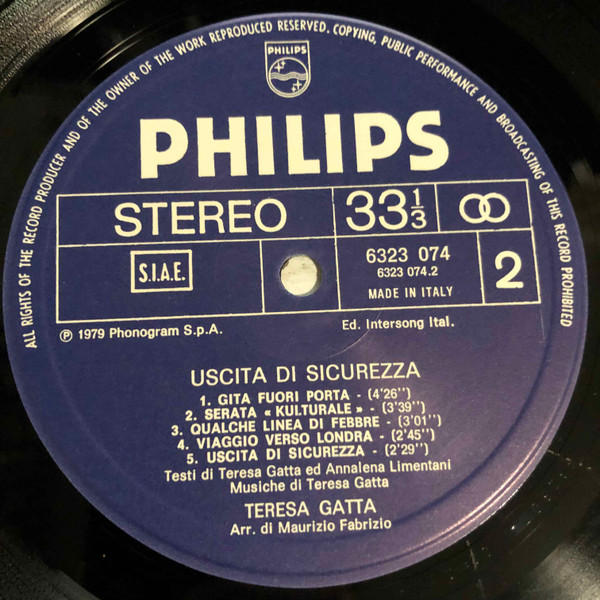 ALL RIGHTS OF THE RECORD PRODUCER AND OF THE OWNER OF THE WORK REPRODUCED RESERVED. COPYING, PUBLIC PERFORMANCE AND BROADCASTING OF THIS RECORD PROHIBITED
PHILIPS
PHILIPS
STEREO
33 1/3
S.I.A.E.
6323 074
6323 074.2
MADE IN ITALY
2
℗ 1979 Phonogram S.p.A.
Ed. Intersong Ital.
USCITA DI SICUREZZA
1. GITA FUORI PORTA - (4'26'')
2. SERATA « KULTURALE » - (3'39'')
3. QUALCHE LINEA DI FEBBRE - (3'01'')
4. VIAGGIO VERSO LONDRA - (2'45'')
5. USCITA DI SICUREZZA - (2'29'')
Testi di Teresa Gatta ed Annalena Limentani
Musiche di Teresa Gatta
TERESA GATTA
Arr. di Maurizio Fabrizio